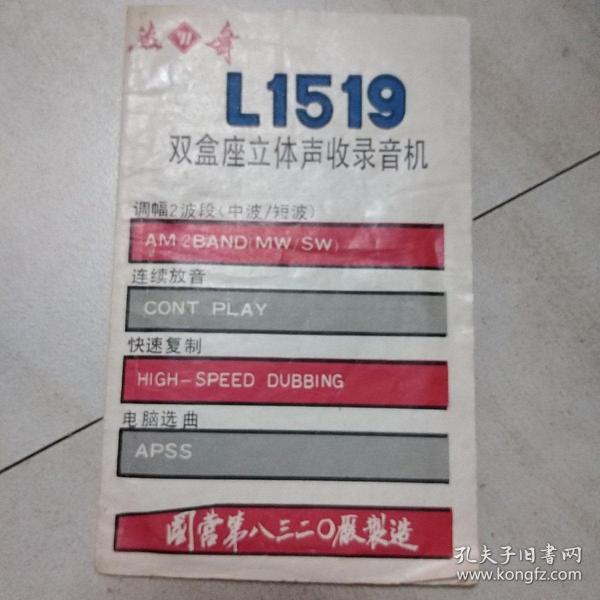 L1519
双盒座立体声收录音机
调幅2波段(中波/短波)
AM 2BAND(MW/SW)
连续放音
CONT PLAY
快速复制
HIGH-SPEED DUBBING
电脑选曲
APSS
国营第八三二〇厰製造
孔夫子旧书网
www.kongfz.com